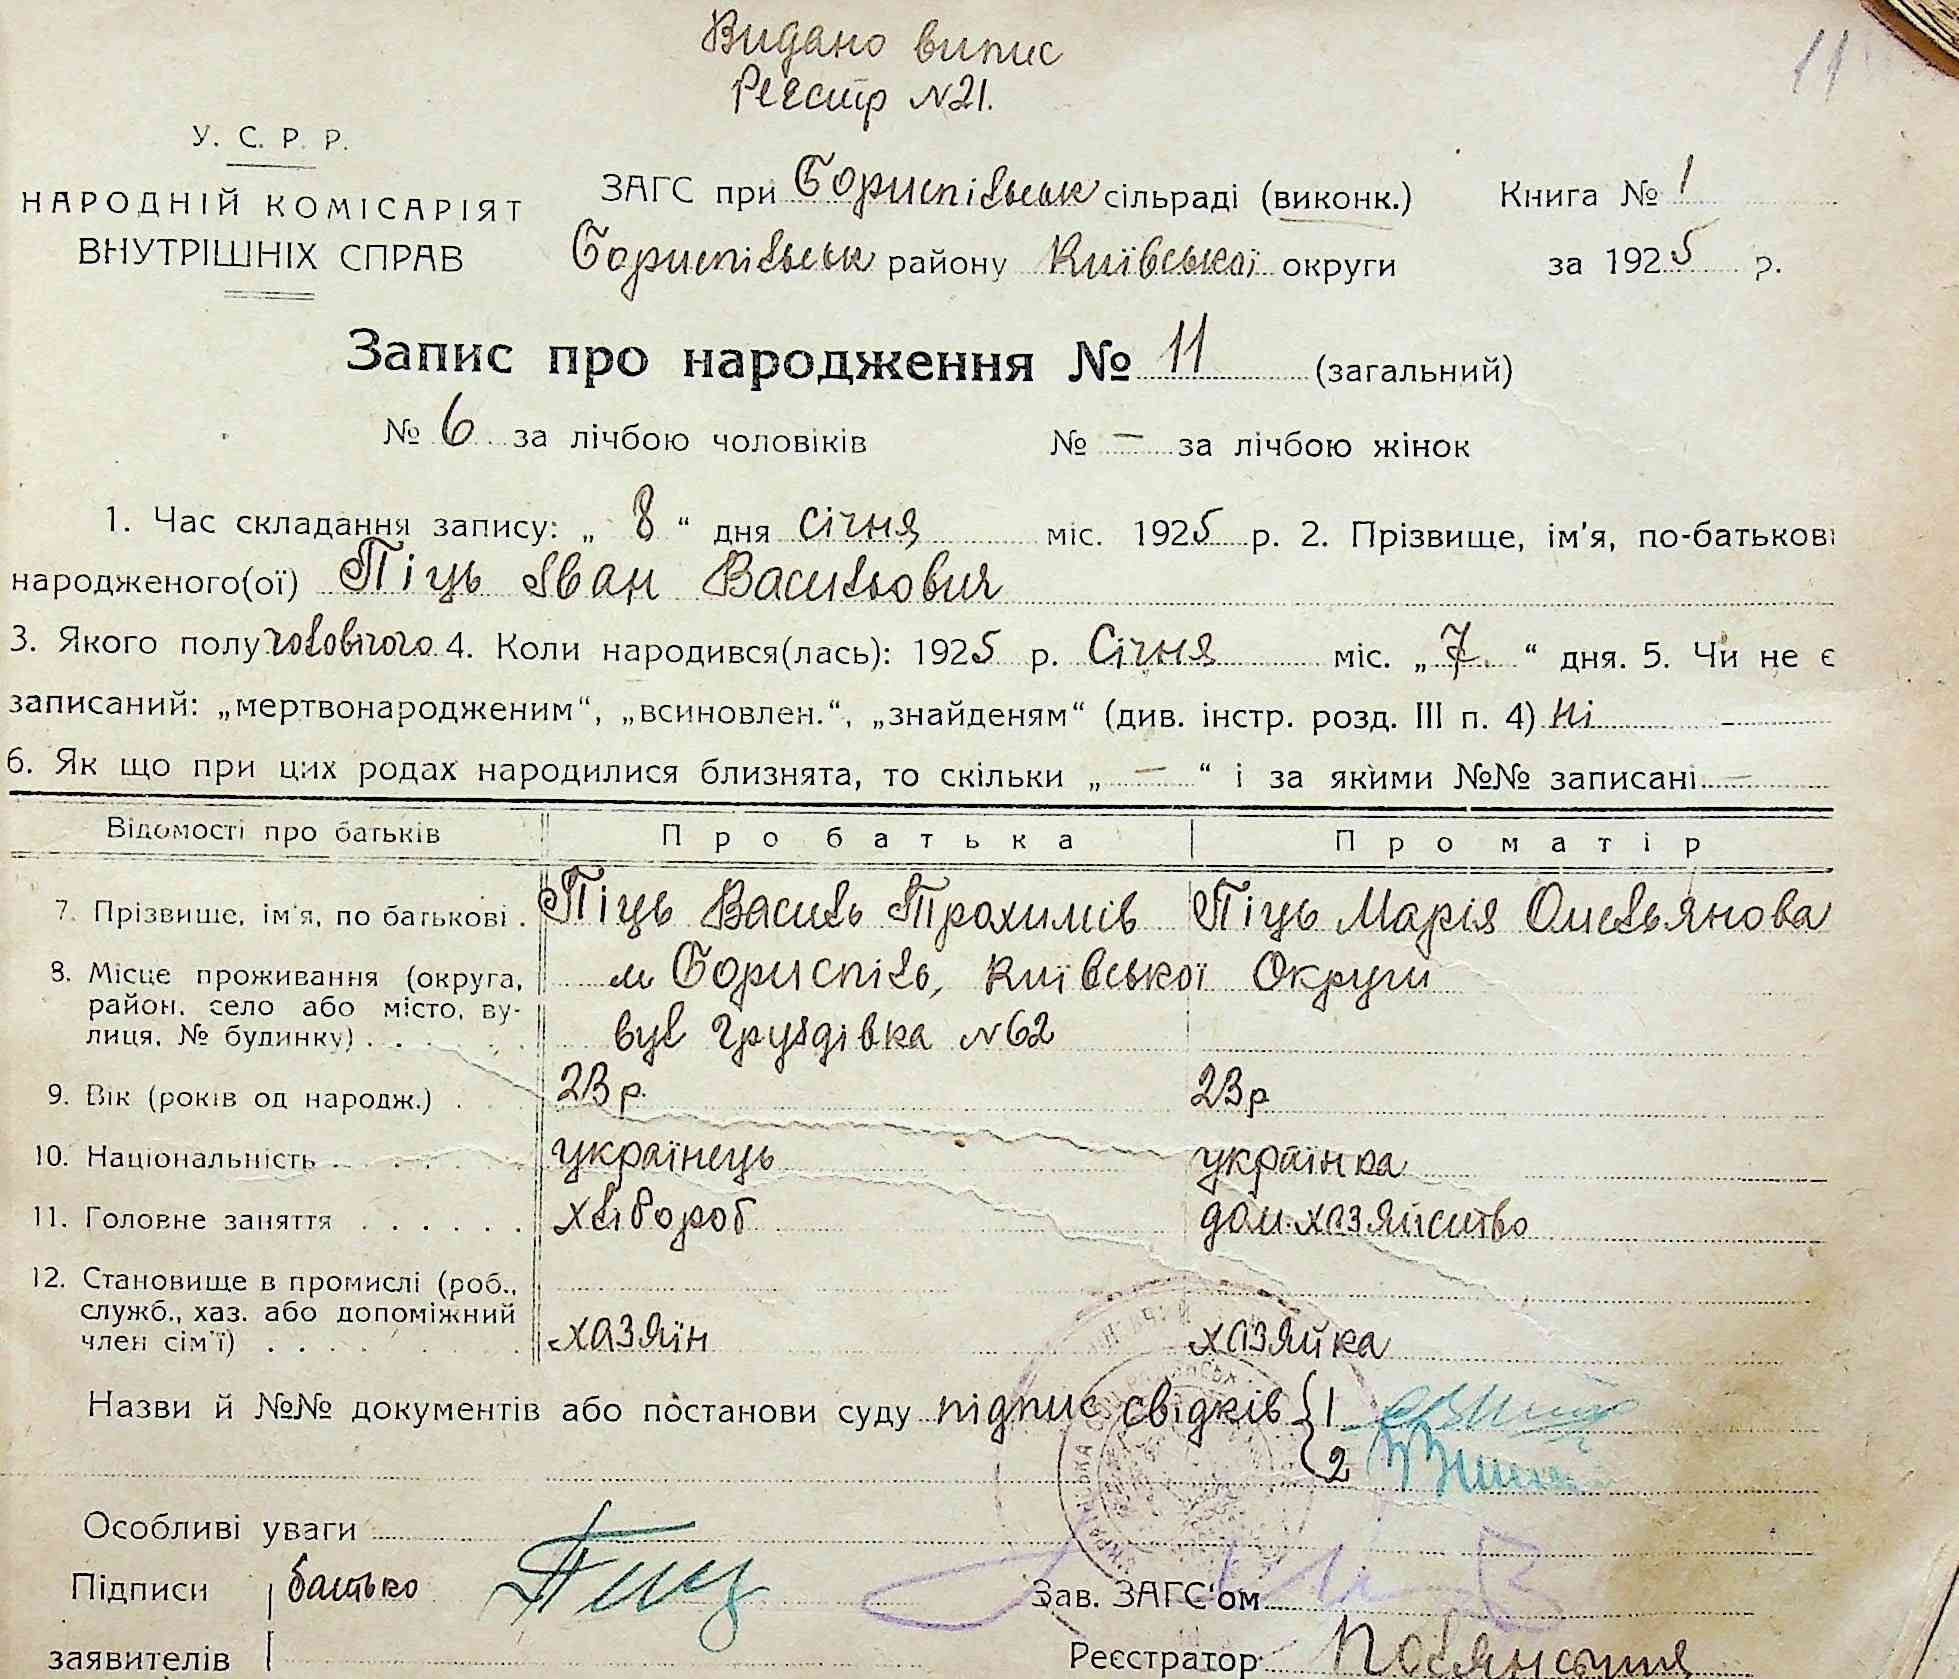 Видано випис
Реєстр №21.
11
У. С. Р. Р.
НАРОДНІЙ КОМІСАРІЯТ
ВНУТРІШНІХ СПРАВ
ЗАГС при Бориспільськ сільраді (виконк.)
Бориспільськ району Київської округи
Книга № 1
за 1925 р.
Запис про народження № 11 (загальний)
№ 6 за лічбою чоловіків № — за лічбою жінок
1. Час складання запису: „ 8 “ дня січня міс. 1925 р. 2. Прізвище, ім'я, по-батькові
народженого(ої) Піць Іван Васильович
3. Якого полу чоловічого 4. Коли народився(лась): 1925 р. Січня міс. „ 7. “ дня. 5. Чи не є
записаний: „мертвонародженим“, „всиновлен.“, „знайденям“ (див. інстр. розд. III п. 4) ні –
6. Як що при цих родах народилися близнята, то скільки „ — “ і за якими №№ записані —
Відомості про батьків Про батька Про матір
7. Прізвище, ім'я, по батькові . Піць Василь Трохимів Піць Марія Омельянова
8. Місце проживання (округа,
район, село або місто, ву-
лиця, № будинку) . . .
м Бориспіль, Київської Округи
вул Груздівка №62
9. Вік (років од народж.) . 23 р. 23 р
10. Національність . . . . українець українка
11. Головне заняття . . . . . . хлібороб дом. хазяйство
12. Становище в промислі (роб.,
служб., хаз. або допоміжний
член сім'ї) . . . .
хазяїн хазяйка
Назви й №№ документів або постанови суду підпис свідків { 1
2
Особливі уваги
Підписи батько Пиц Зав. ЗАГС'ом
заявителів Реєстратор